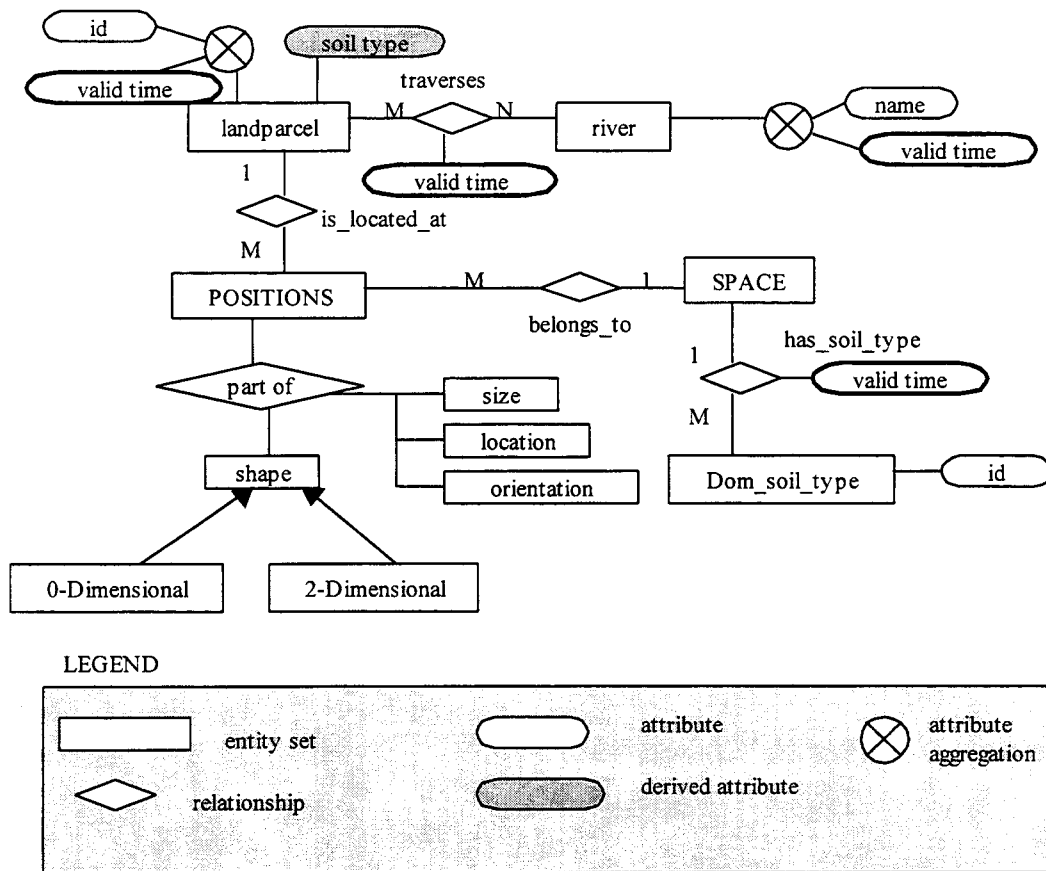 id
soil type
valid time
traverses
landparcel
M
N
river
name
valid time
valid time
1
is_located_at
M
POSITIONS
M
1
SPACE
belongs_to
has_soil_type
1
valid time
part of
size
M
location
shape
orientation
Dom_soil_type
id
0-Dimensional
2-Dimensional
LEGEND
entity set
attribute
attribute
aggregation
relationship
derived attribute